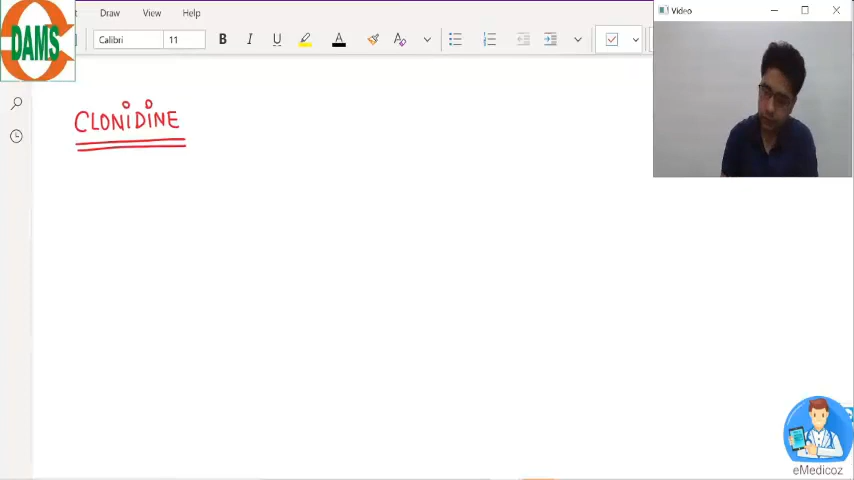 DAMS
Draw View Help
Video
Calibri 11 B I U A A
CLONiDiNE
eMedicoz